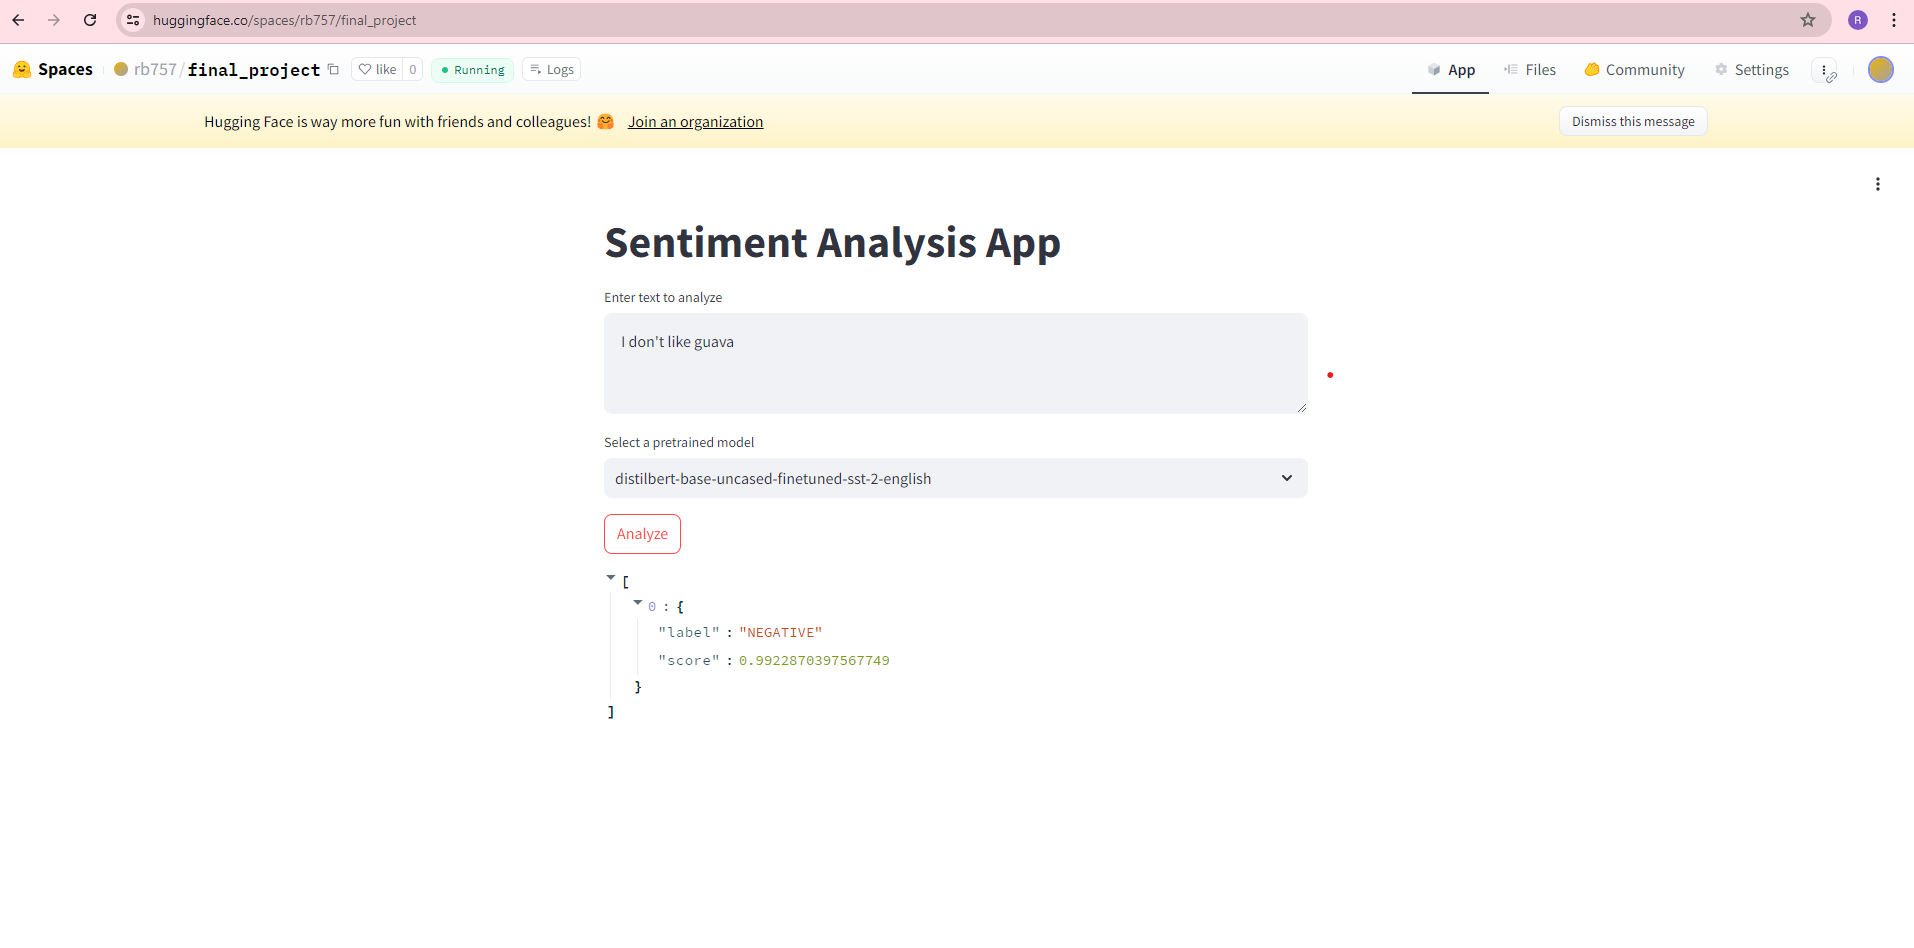 huggingface.co/spaces/rb757/final_project
R
Spaces rb757/final_project like 0 Running Logs App Files Community Settings
Hugging Face is way more fun with friends and colleagues! Join an organization Dismiss this message
Sentiment Analysis App
Enter text to analyze
I don't like guava
Select a pretrained model
distilbert-base-uncased-finetuned-sst-2-english
Analyze
[
0 : {
"label" : "NEGATIVE"
"score" : 0.9922870397567749
}
]